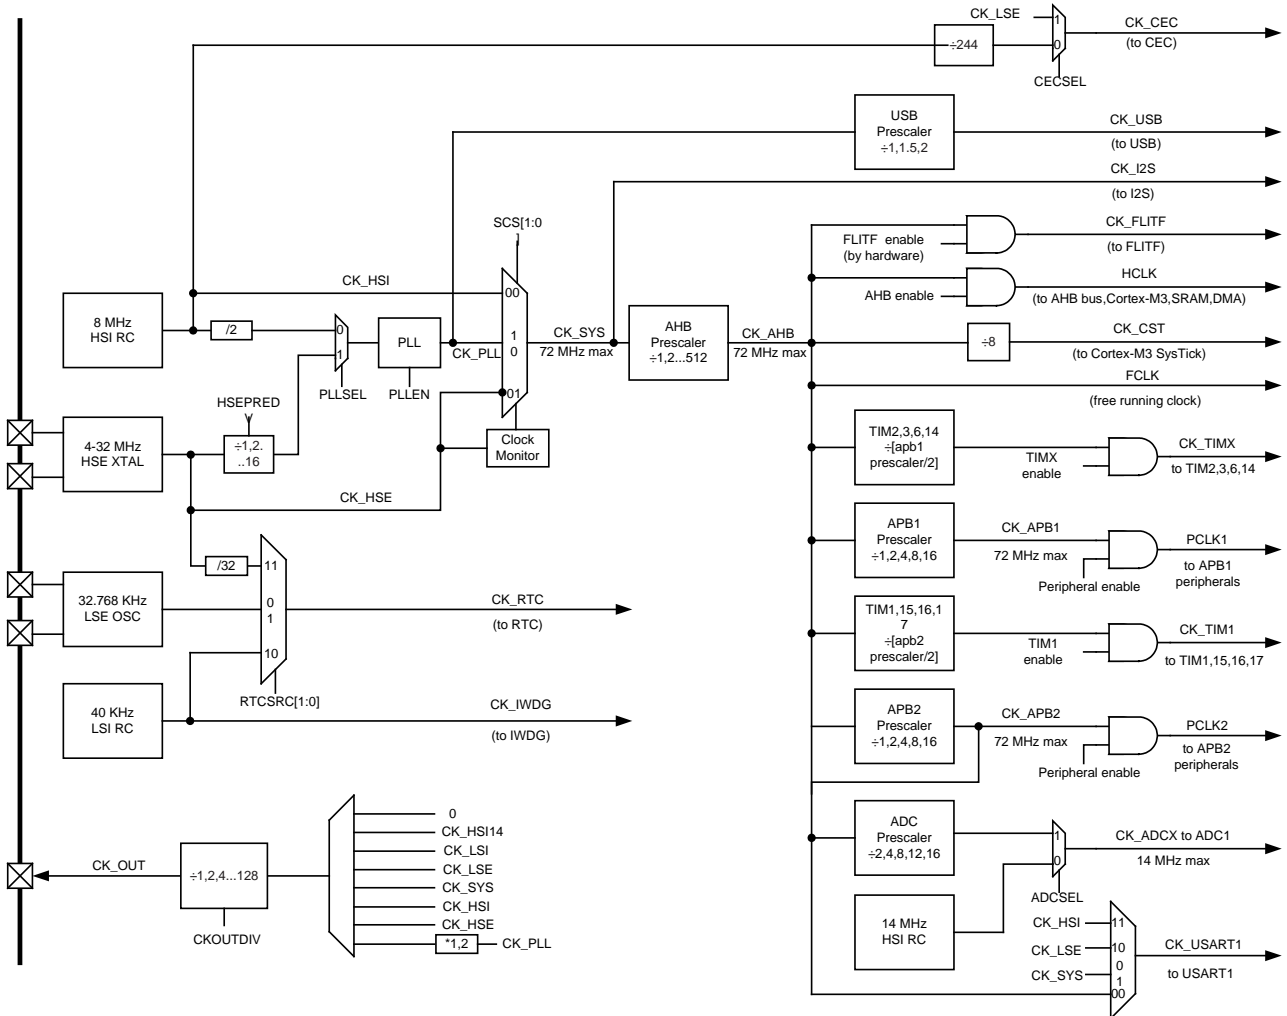 CK_LSE
1
CK_CEC
÷244
0
(to CEC)
CECSEL
USB
Prescaler
÷1,1.5,2
CK_USB
(to USB)
CK_I2S
(to I2S)
SCS[1:0
]
FLITF enable
(by hardware)
CK_FLITF
(to FLITF)
CK_HSI
00
AHB enable
HCLK
(to AHB bus,Cortex-M3,SRAM,DMA)
8 MHz
HSI RC
/2
0
1
PLLSEL
PLL
PLLEN
CK_PLL
1
0
CK_SYS
72 MHz max
AHB
Prescaler
÷1,2...512
CK_AHB
72 MHz max
÷8
CK_CST
(to Cortex-M3 SysTick)
FCLK
(free running clock)
01
HSEPRED
4-32 MHz
HSE XTAL
÷1,2.
..16
Clock
Monitor
CK_HSE
TIM2,3,6,14
÷[apb1
prescaler/2]
TIMX
enable
CK_TIMX
to TIM2,3,6,14
APB1
Prescaler
÷1,2,4,8,16
CK_APB1
72 MHz max
Peripheral enable
PCLK1
to APB1
peripherals
/32
11
32.768 KHz
LSE OSC
0
1
CK_RTC
(to RTC)
10
RTCSRC[1:0]
TIM1,15,16,1
7
÷[apb2
prescaler/2]
TIM1
enable
CK_TIM1
to TIM1,15,16,17
40 KHz
LSI RC
CK_IWDG
(to IWDG)
APB2
Prescaler
÷1,2,4,8,16
CK_APB2
72 MHz max
Peripheral enable
PCLK2
to APB2
peripherals
CK_OUT
÷1,2,4...128
CKOUTDIV
0
CK_HSI14
CK_LSI
CK_LSE
CK_SYS
CK_HSI
CK_HSE
*1,2
CK_PLL
ADC
Prescaler
÷2,4,8,12,16
1
0
ADCSEL
CK_ADCX to ADC1
14 MHz max
14 MHz
HSI RC
CK_HSI
11
CK_LSE
10
CK_SYS
0
1
00
CK_USART1
to USART1